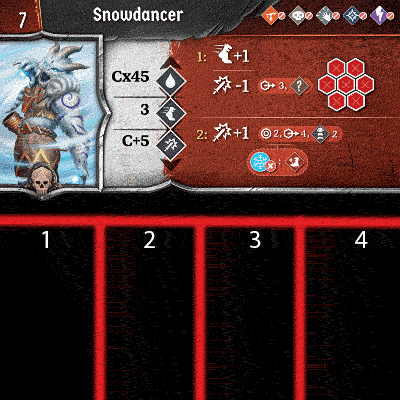 7
Snowdancer
Cx45
3
C+5
1: +1
-1 3, ?
2: +1 2, 4, 2
x :
1 2 3 4